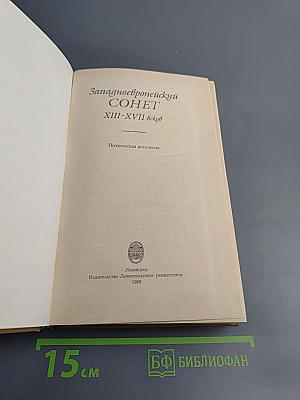 Западноевропейский
СОНЕТ
XIII–XVII веков
Поэтическая антология
Ленинград
Издательство Ленинградского университета
1988
15 см
БФ БИБЛИОФАН